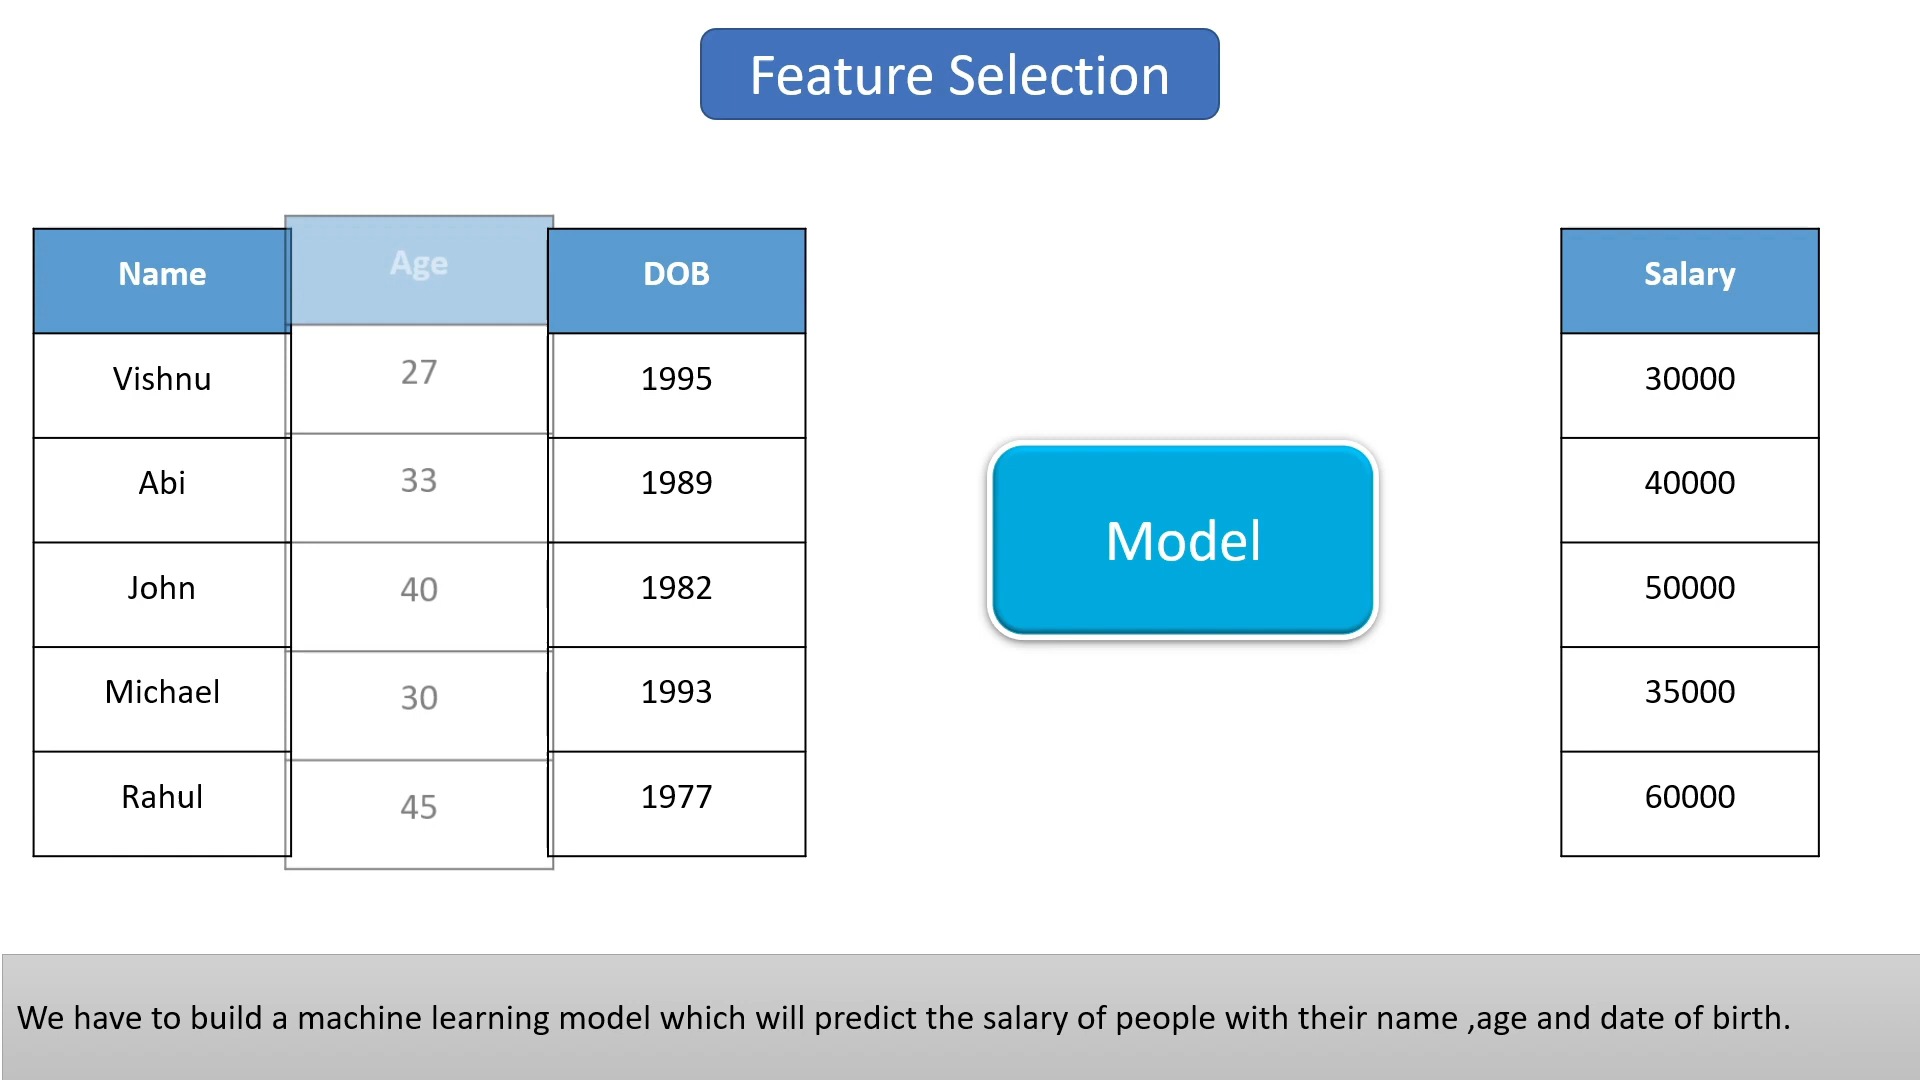 Feature Selection
Name Age DOB Salary
Vishnu 27 1995 30000
Abi 33 1989 40000
John 40 1982 50000
Michael 30 1993 35000
Rahul 45 1977 60000
Model
We have to build a machine learning model which will predict the salary of people with their name ,age and date of birth.